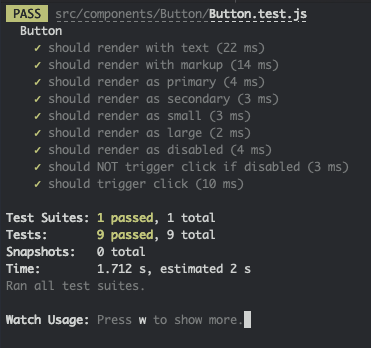 PASS src/components/Button/Button.test.js
Button
✓ should render with text (22 ms)
✓ should render with markup (14 ms)
✓ should render as primary (4 ms)
✓ should render as secondary (3 ms)
✓ should render as small (3 ms)
✓ should render as large (2 ms)
✓ should render as disabled (4 ms)
✓ should NOT trigger click if disabled (3 ms)
✓ should trigger click (10 ms)
Test Suites: 1 passed, 1 total
Tests: 9 passed, 9 total
Snapshots: 0 total
Time: 1.712 s, estimated 2 s
Ran all test suites.
Watch Usage: Press w to show more.